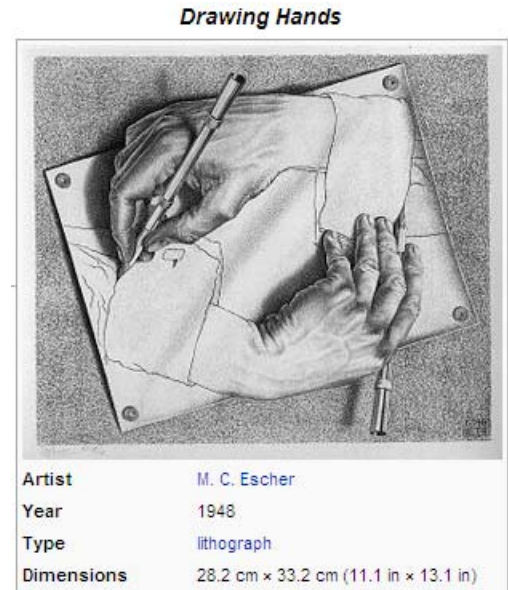 Drawing Hands
Artist M. C. Escher
Year 1948
Type lithograph
Dimensions 28.2 cm × 33.2 cm (11.1 in × 13.1 in)